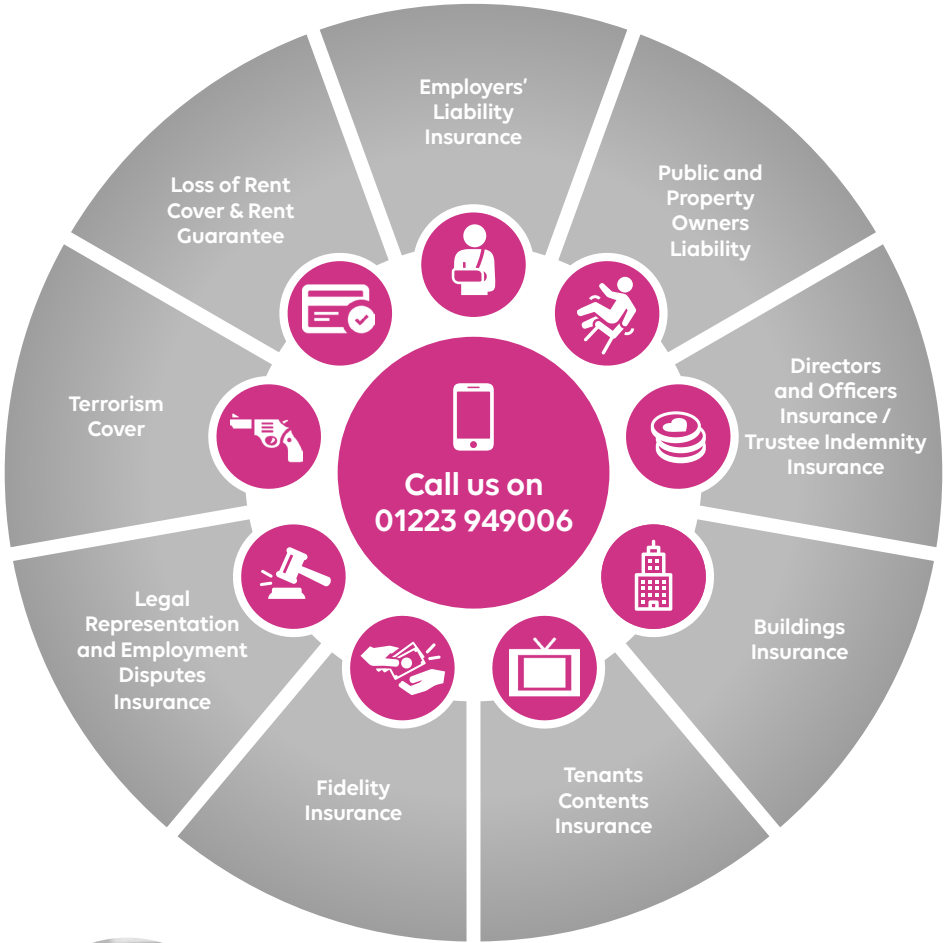 Employers'
Liability
Insurance
Public and
Property
Owners
Liability
Directors
and Officers
Insurance /
Trustee Indemnity
Insurance
Buildings
Insurance
Tenants
Contents
Insurance
Fidelity
Insurance
Legal
Representation
and Employment
Disputes
Insurance
Terrorism
Cover
Loss of Rent
Cover & Rent
Guarantee
Call us on
01223 949006